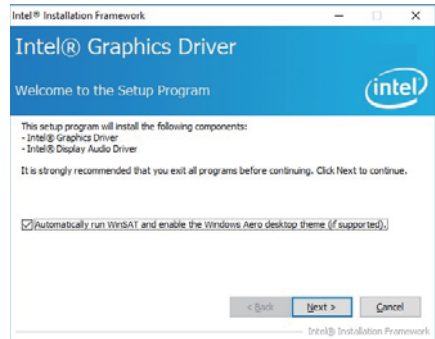 Intel® Installation Framework
Intel® Graphics Driver
Welcome to the Setup Program
intel
This setup program will install the following components:
- Intel® Graphics Driver
- Intel® Display Audio Driver
It is strongly recommended that you exit all programs before continuing. Click Next to continue.
Automatically run WinSAT and enable the Windows Aero desktop theme (if supported).
< Back Next > Cancel
Intel® Installation Framework